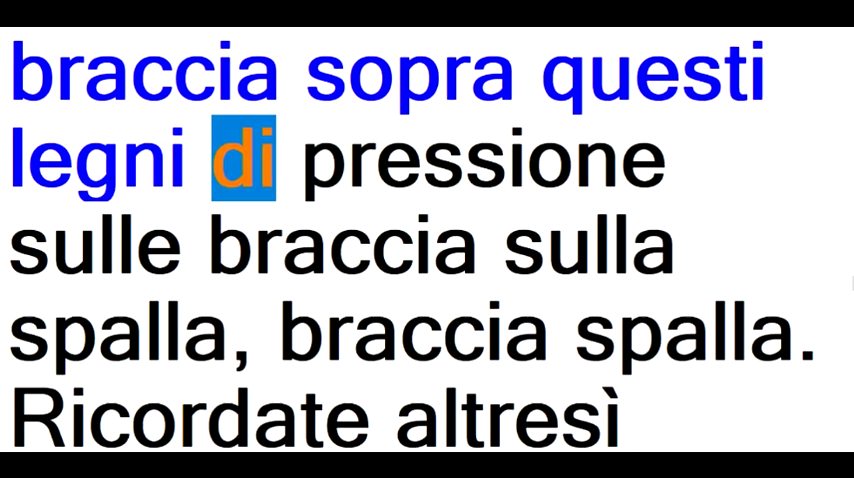 braccia sopra questi
legni di pressione
sulle braccia sulla
spalla, braccia spalla.
Ricordate altresì